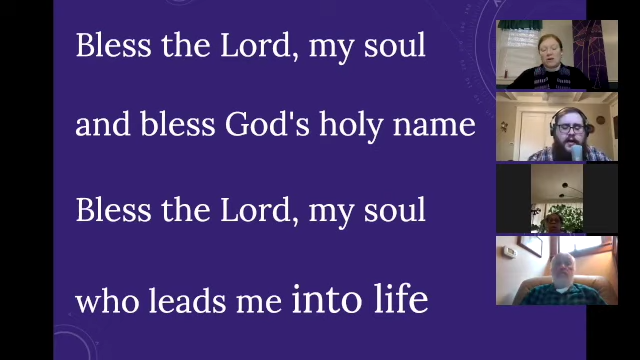 Bless the Lord, my soul
and bless God's holy name
Bless the Lord, my soul
who leads me into life